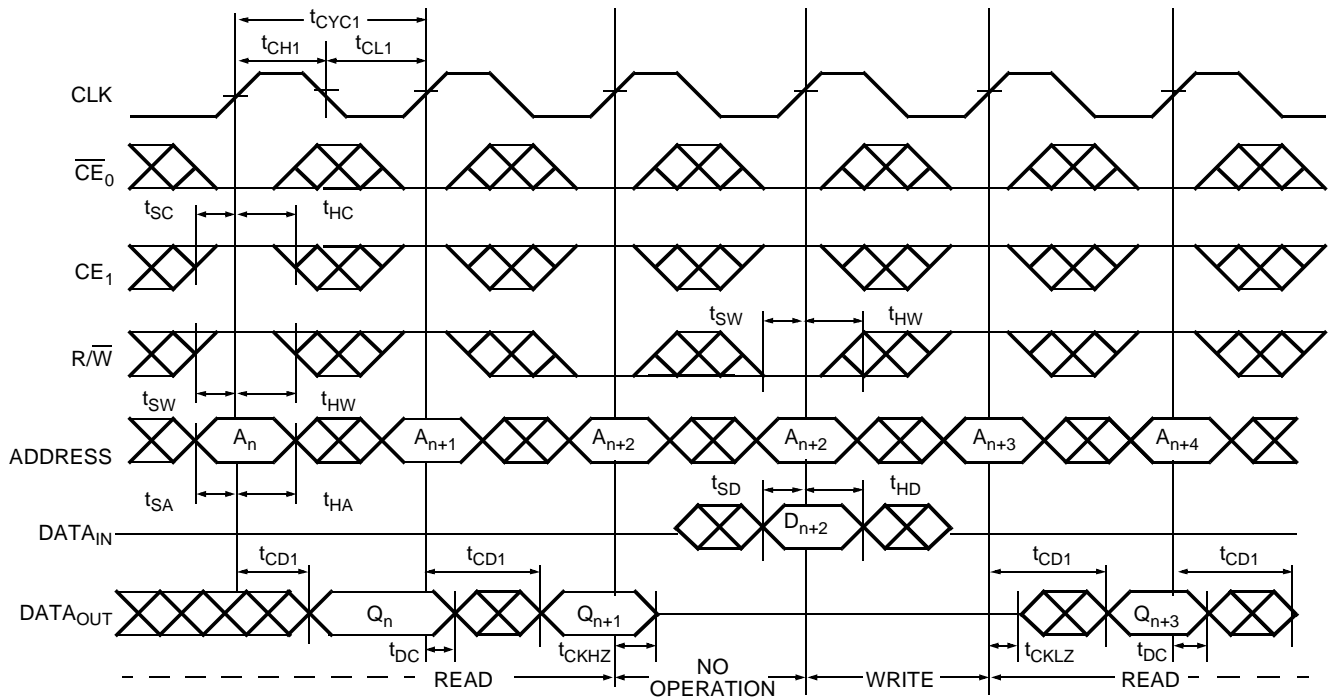 tCYC1
tCH1 tCL1
CLK
CE0
tSC tHC
CE1
tSW tHW
R/W
tSW tHW
ADDRESS An An+1 An+2 An+2 An+3 An+4
tSA tHA tSD tHD
DATAIN Dn+2
tCD1 tCD1 tCD1 tCD1
DATAOUT Qn Qn+1 Qn+3
tDC tCKHZ tCKLZ tDC
READ NO OPERATION WRITE READ